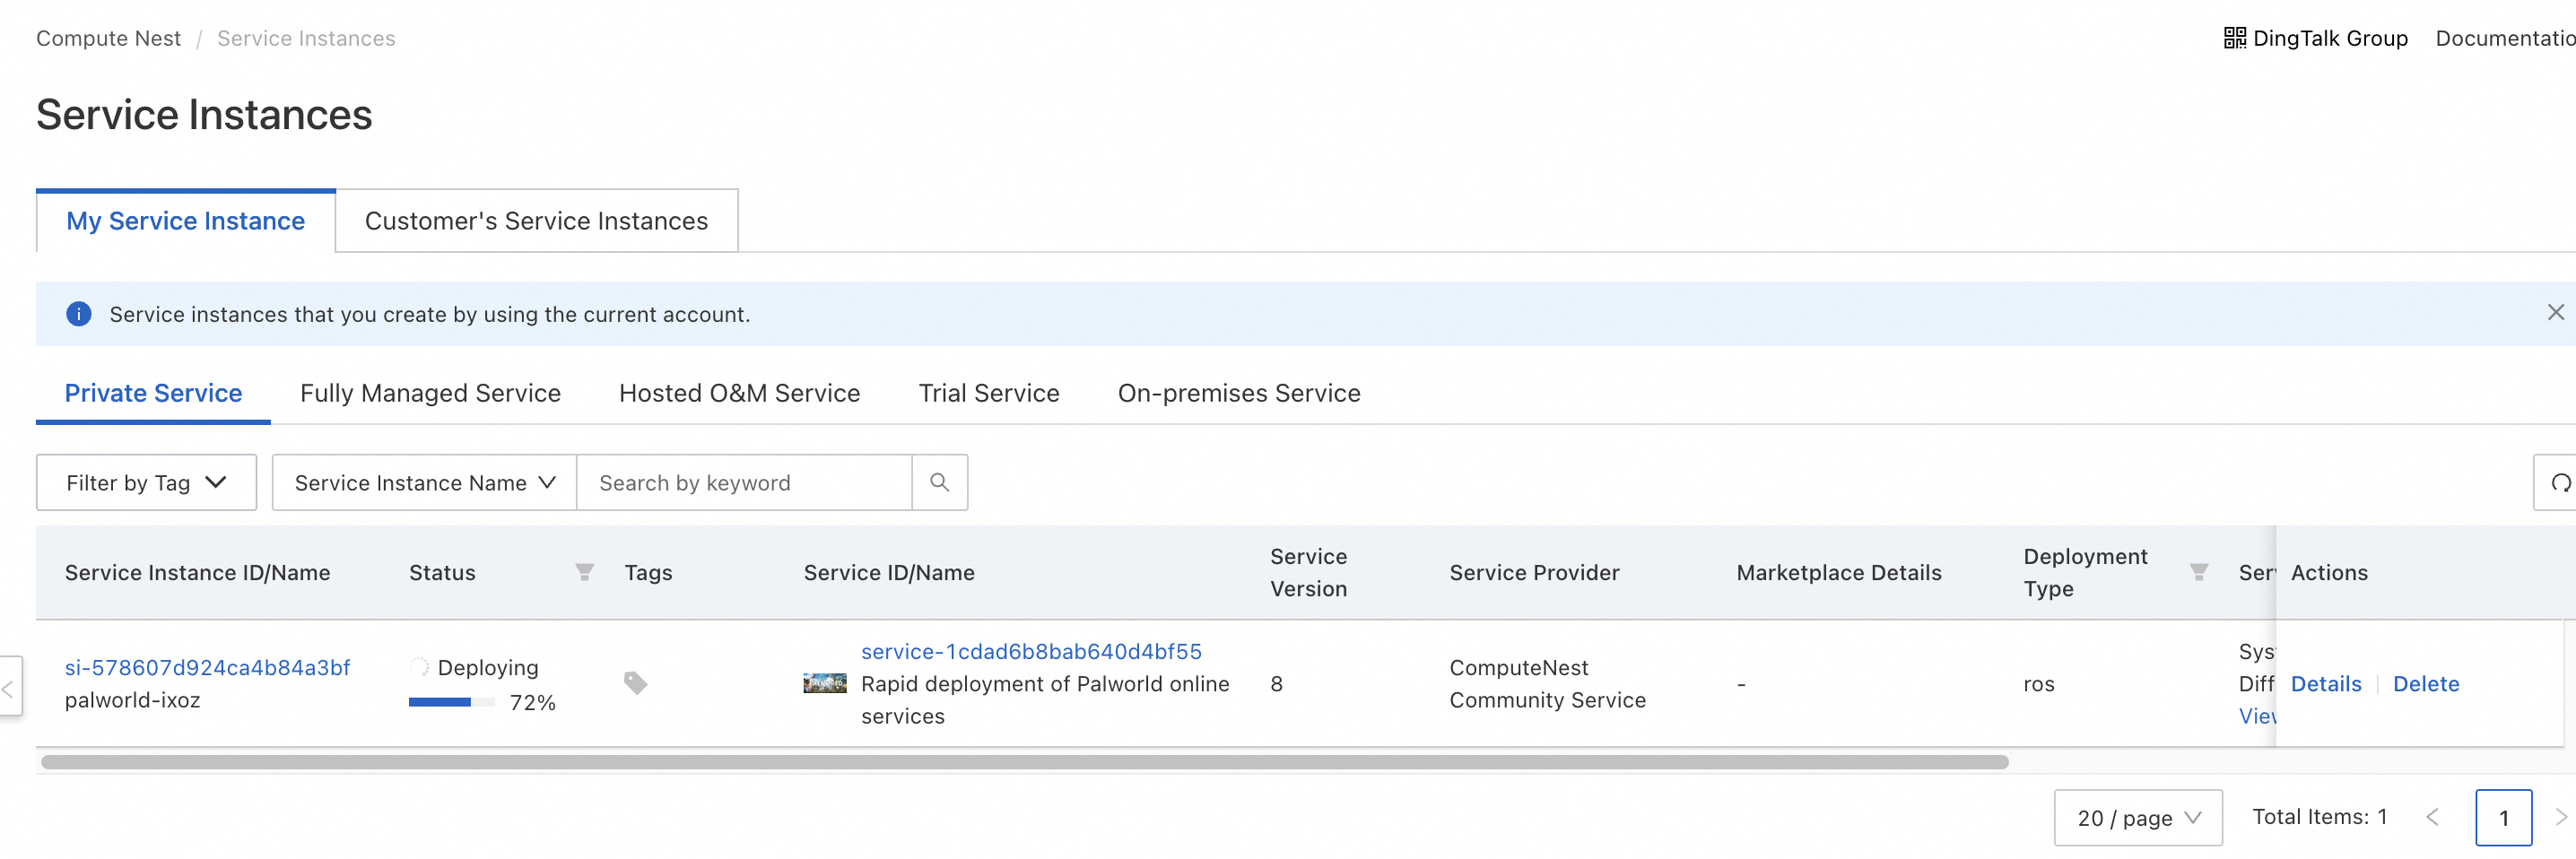 Compute Nest / Service Instances
DingTalk Group
Documentatio
Service Instances
My Service Instance
Customer's Service Instances
Service instances that you create by using the current account.
Private Service
Fully Managed Service
Hosted O&M Service
Trial Service
On-premises Service
Filter by Tag
Service Instance Name
Search by keyword
Service Instance ID/Name
Status
Tags
Service ID/Name
Service
Version
Service Provider
Marketplace Details
Deployment
Type
Ser
Actions
si-578607d924ca4b84a3bf
palworld-ixoz
Deploying
72%
service-1cdad6b8bab640d4bf55
Rapid deployment of Palworld online
services
8
ComputeNest
Community Service
-
ros
Sys
Diff
View
Details
Delete
20 / page
Total Items: 1
1